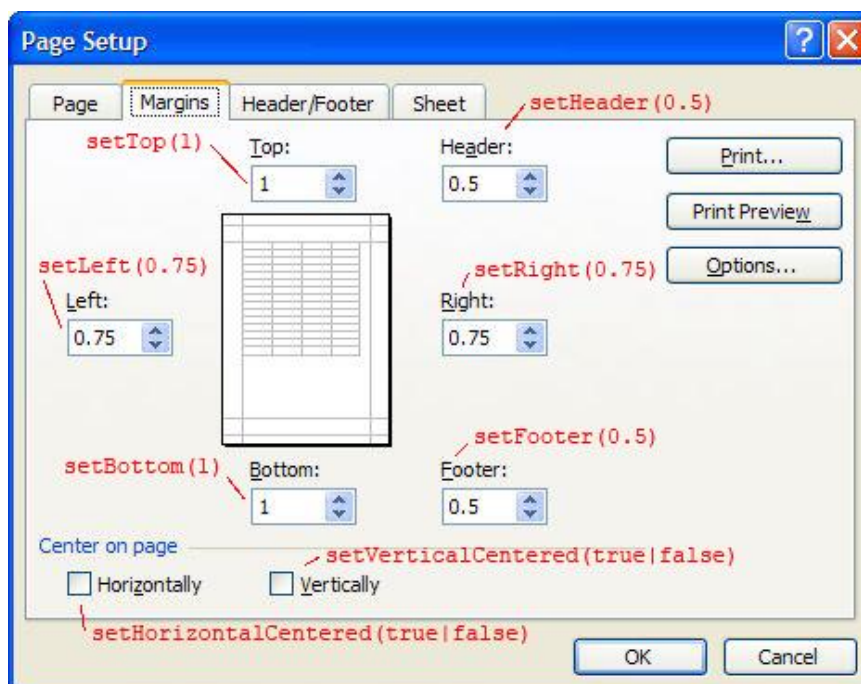 Page Setup
Page Margins Header/Footer Sheet setHeader(0.5)
setTop(1) Top: Header: Print...
1 0.5
Print Preview
setLeft(0.75) setRight(0.75) Options...
Left: Right:
0.75 0.75
setFooter(0.5)
setBottom(1) Bottom: Footer:
1 0.5
Center on page
setVerticalCentered(true|false)
Horizontally Vertically
setHorizontalCentered(true|false)
OK Cancel